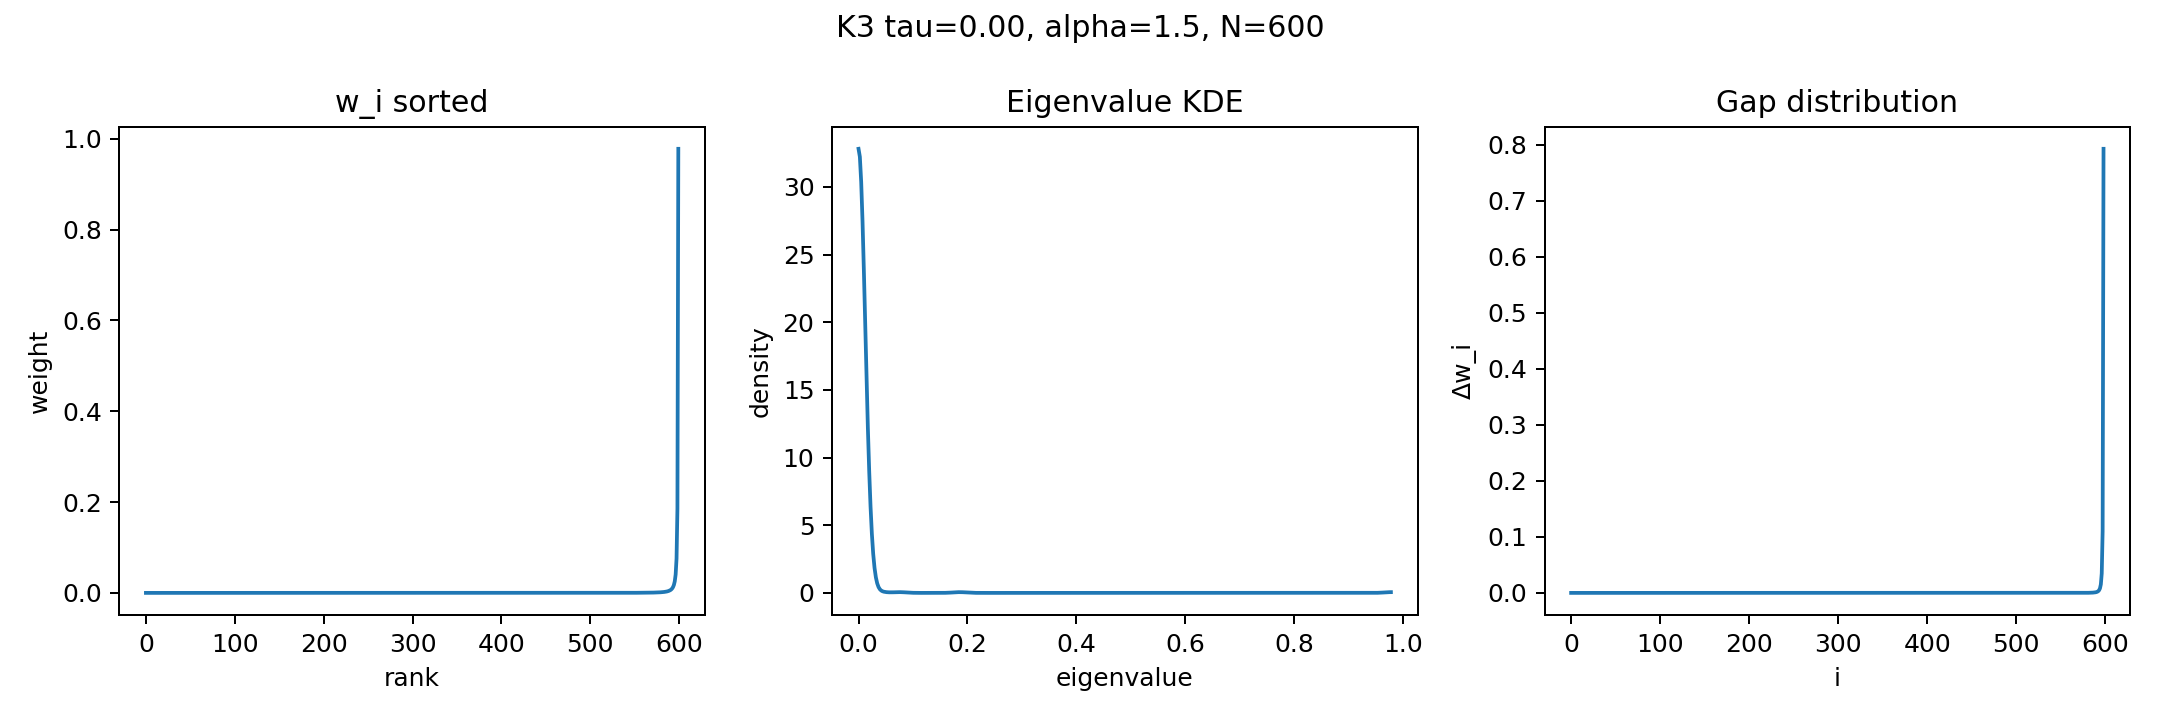 K3 tau=0.00, alpha=1.5, N=600
w_i sorted
weight
1.0
0.8
0.6
0.4
0.2
0.0
0 100 200 300 400 500 600
rank
Eigenvalue KDE
density
30
25
20
15
10
5
0
0.0 0.2 0.4 0.6 0.8 1.0
eigenvalue
Gap distribution
Δw_i
0.8
0.7
0.6
0.5
0.4
0.3
0.2
0.1
0.0
0 100 200 300 400 500 600
i